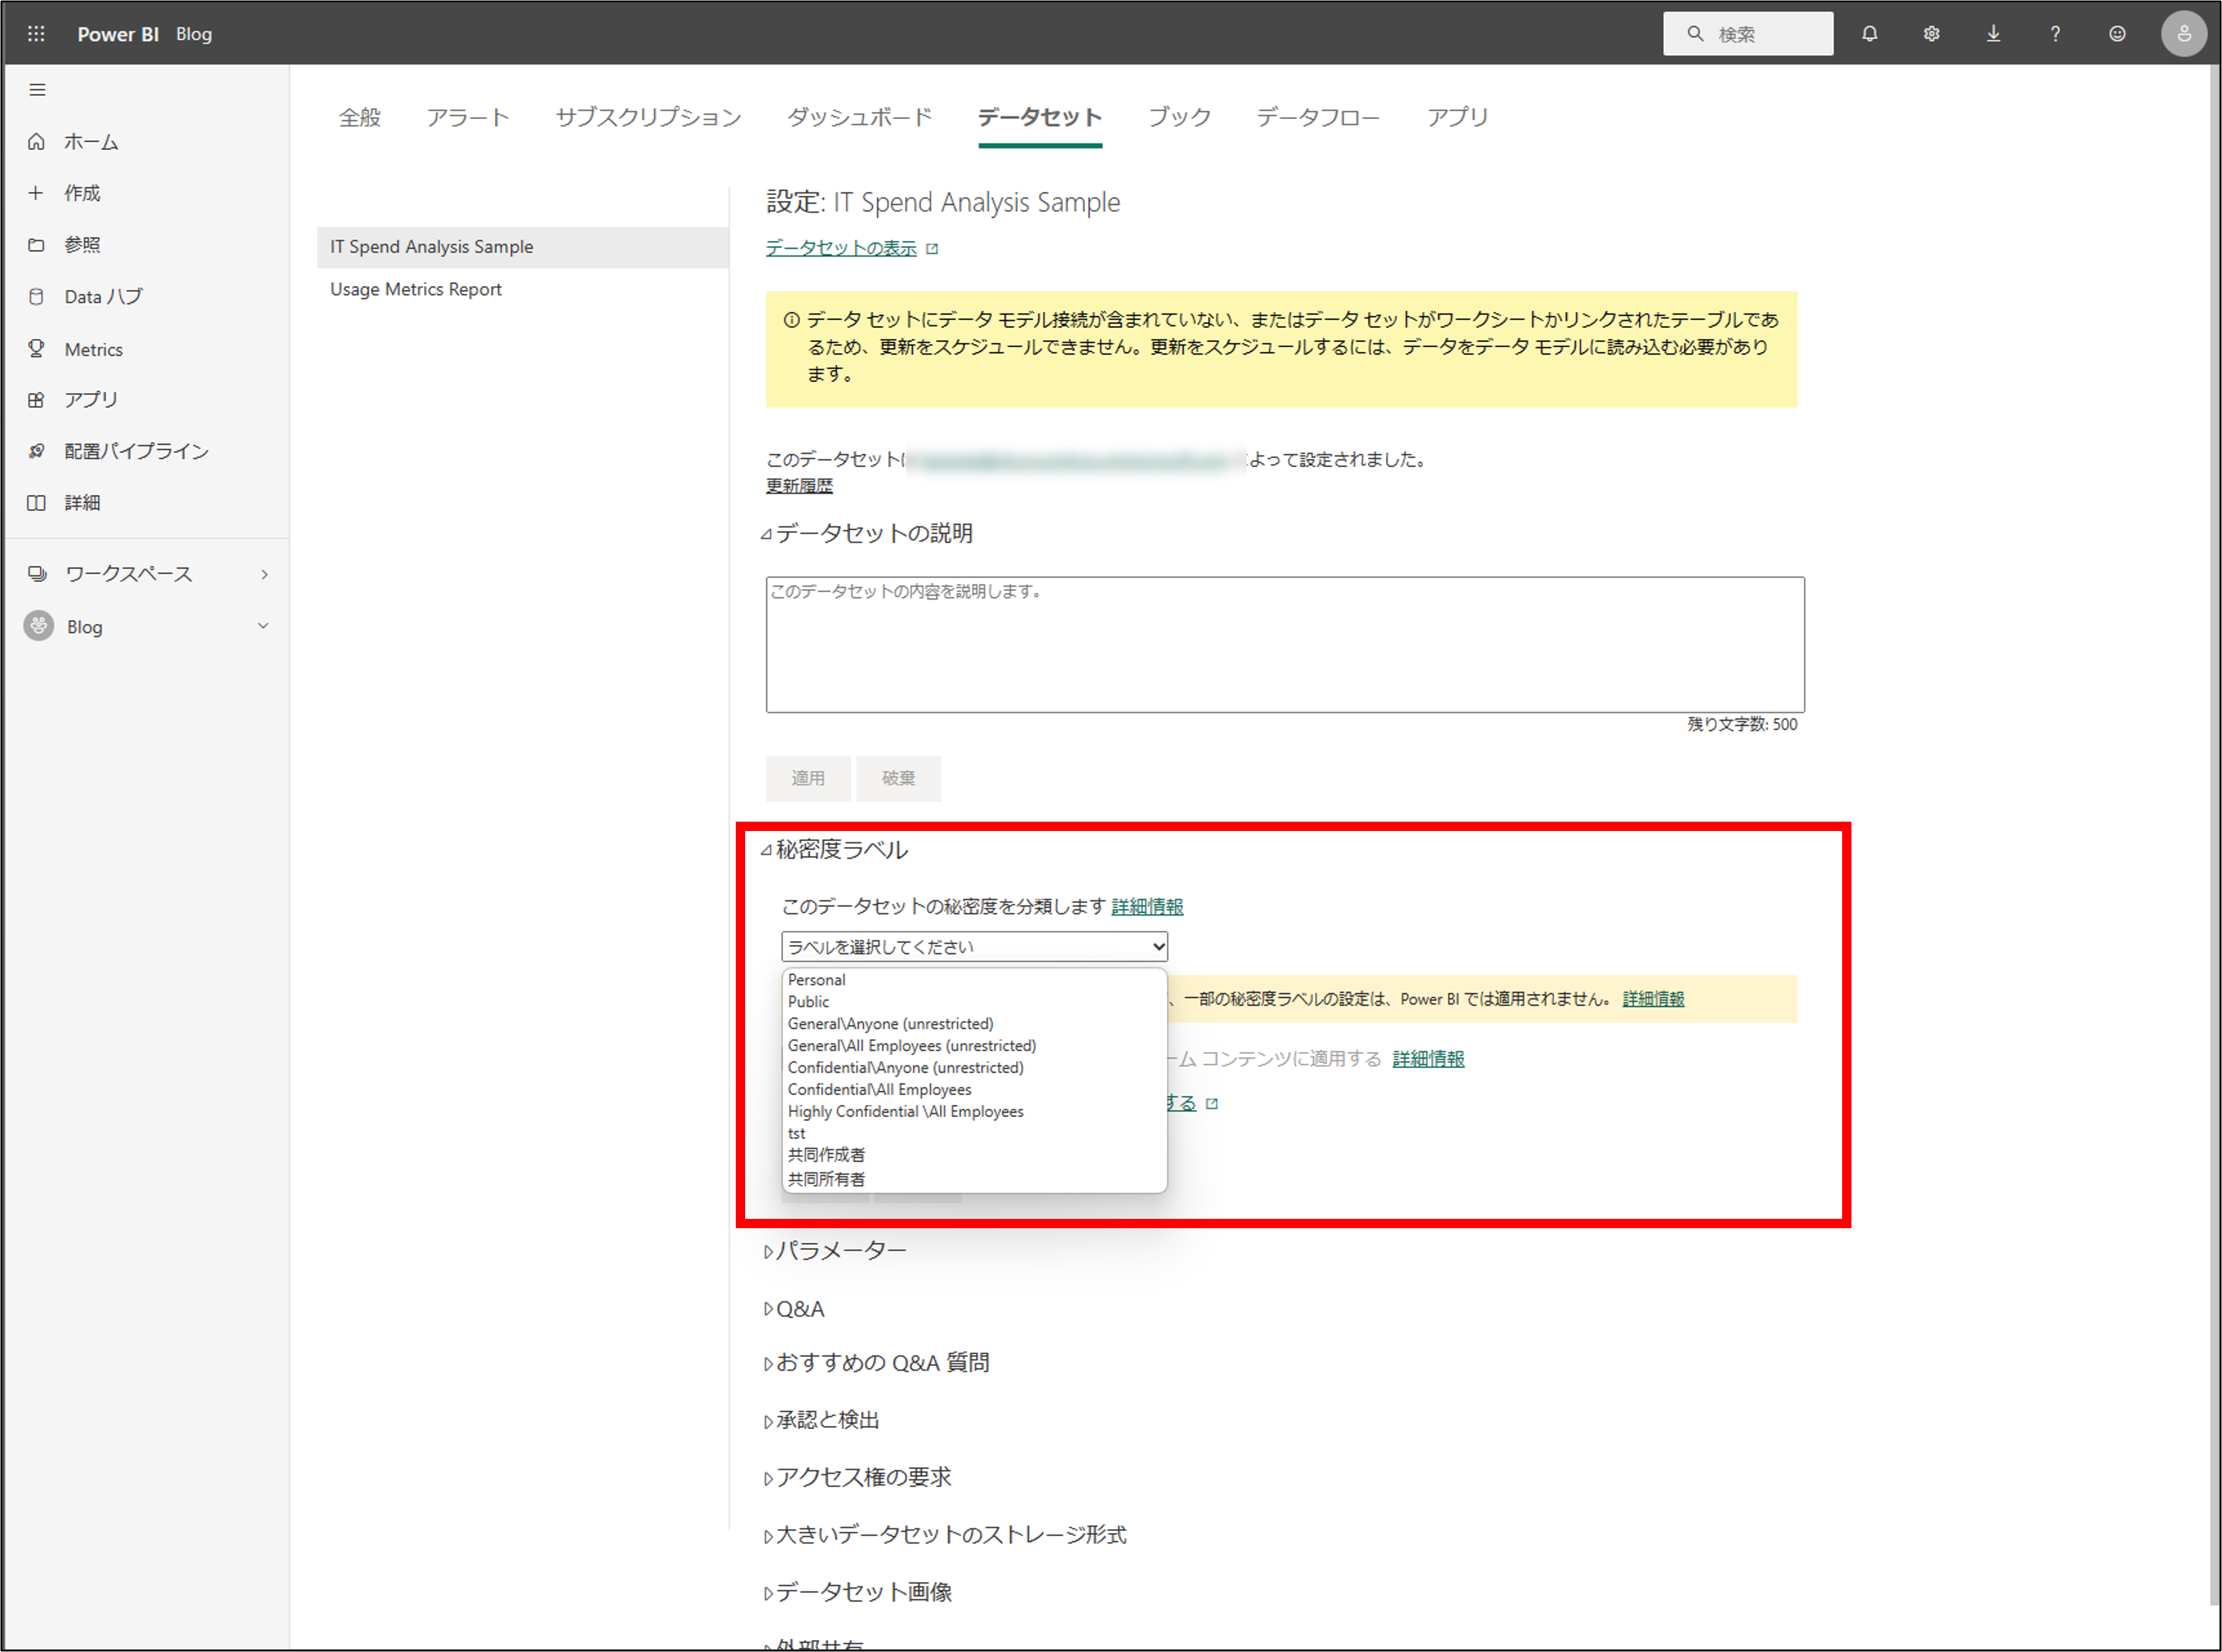 Power BI Blog
検索
ホーム
作成
参照
Data ハブ
Metrics
アプリ
配置パイプライン
詳細
ワークスペース
Blog
全般 アラート サブスクリプション ダッシュボード データセット ブック データフロー アプリ
IT Spend Analysis Sample
Usage Metrics Report
設定: IT Spend Analysis Sample
データセットの表示
データ セットにデータ モデル接続が含まれていない、またはデータ セットがワークシートかリンクされたテーブルであ
るため、更新をスケジュールできません。更新をスケジュールするには、データをデータ モデルに読み込む必要があり
ます。
このデータセット よって設定されました。
更新履歴
データセットの説明
このデータセットの内容を説明します。
残り文字数: 500
適用 破棄
秘密度ラベル
このデータセットの秘密度を分類します 詳細情報
ラベルを選択してください
Personal
Public
General\Anyone (unrestricted)
General\All Employees (unrestricted)
Confidential\Anyone (unrestricted)
Confidential\All Employees
Highly Confidential \All Employees
tst
共同作成者
共同所有者
、一部の秘密度ラベルの設定は、Power BI では適用されません。 詳細情報
ーム コンテンツに適用する 詳細情報
する
パラメーター
Q&A
おすすめの Q&A 質問
承認と検出
アクセス権の要求
大きいデータセットのストレージ形式
データセット画像
外部共有